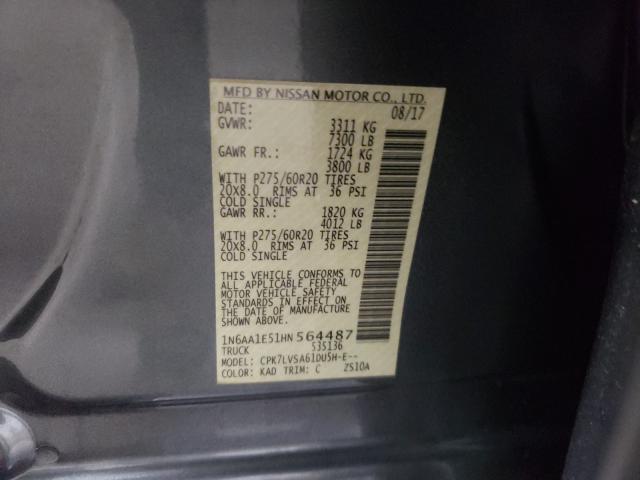 MFD BY NISSAN MOTOR CO., LTD.
DATE: 08/17
GVWR: 3311 KG
7300 LB
GAWR FR.: 1724 KG
3800 LB
WITH P275/60R20 TIRES
20X8.0 RIMS AT 36 PSI
COLD SINGLE
GAWR RR.: 1820 KG
4012 LB
WITH P275/60R20 TIRES
20X8.0 RIMS AT 36 PSI
COLD SINGLE
THIS VEHICLE CONFORMS TO
ALL APPLICABLE FEDERAL
MOTOR VEHICLE SAFETY
STANDARDS IN EFFECT ON
THE DATE OF MANUFACTURE
SHOWN ABOVE.
1N6AA1E51HN 564487
TRUCK 535136
MODEL: CPK7LVSA61DU5H-E--
COLOR: KAD TRIM: C ZS10A